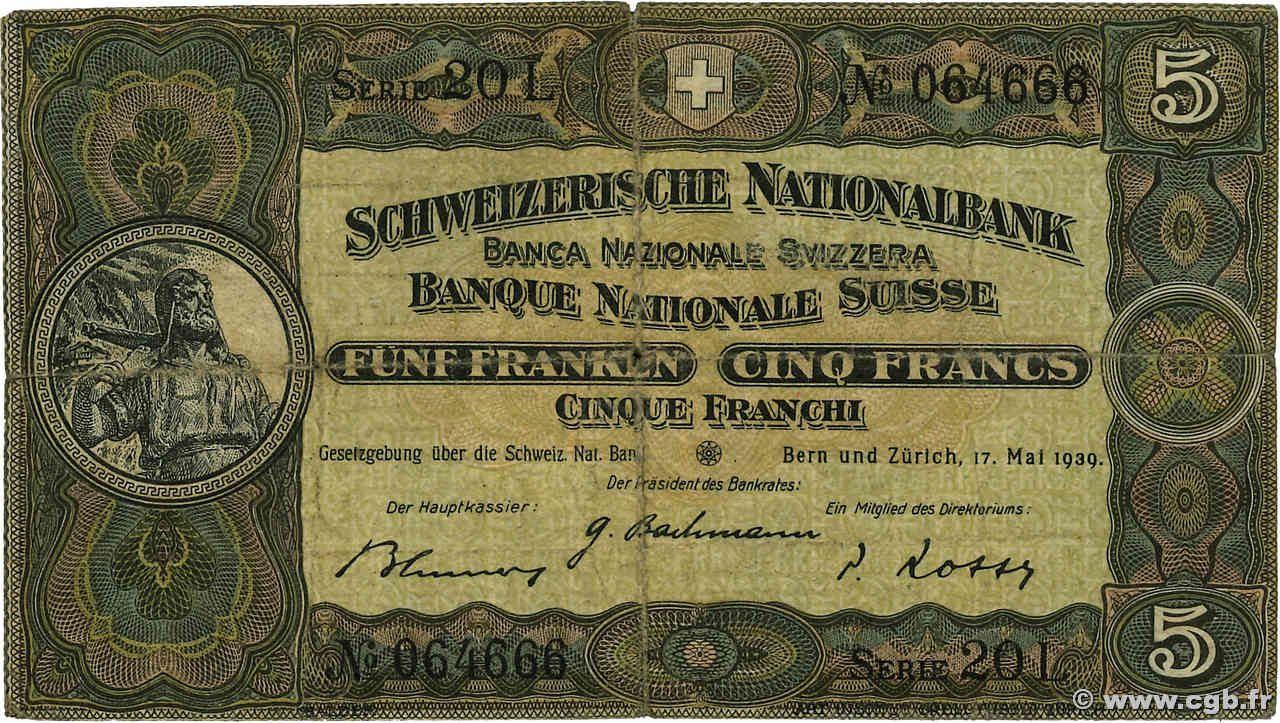 SERIE 20 L
№ 064666
5
SCHWEIZERISCHE NATIONALBANK
BANCA NAZIONALE SVIZZERA
BANQUE NATIONALE SUISSE
FÜNF FRANKEN CINQ FRANCS
CINQUE FRANCHI
Gesetzgebung über die Schweiz. Nat. Ban
Bern und Zürich, 17. Mai 1939.
Der Präsident des Bankrates:
Der Hauptkassier:
Ein Mitglied des Direktoriums:
G. Bachmann
P. Rossy
№ 064666
SERIE 20 L
5
© www.cgb.fr